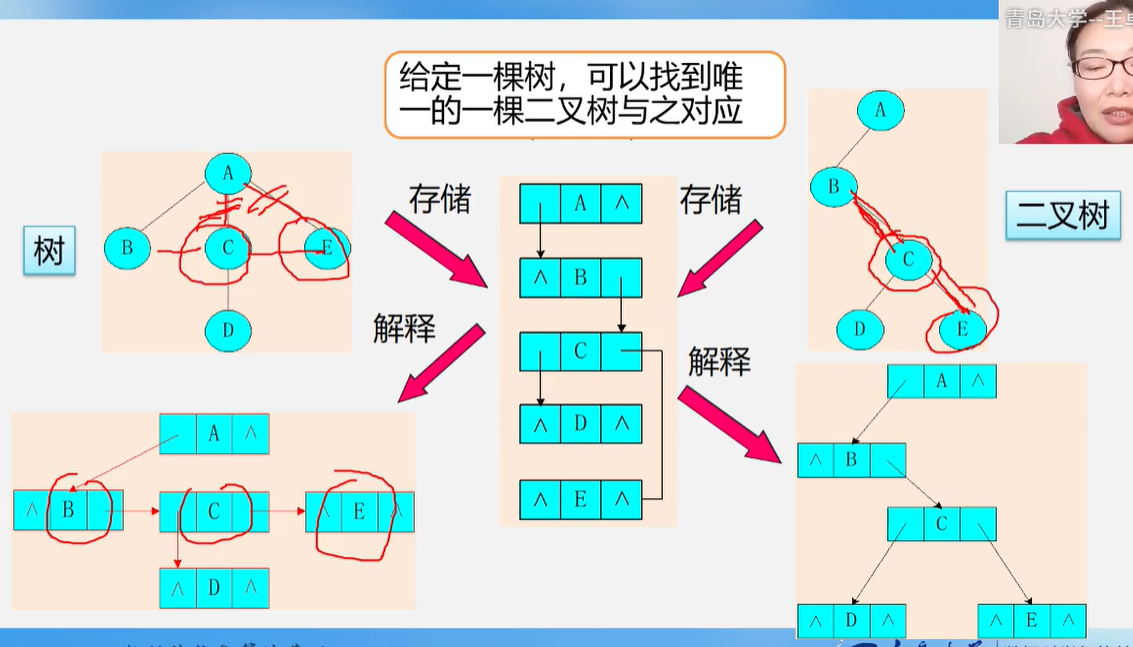 青岛大学--王卓
给定一棵树，可以找到唯
一的一棵二叉树与之对应
树
A
B C E
D
存储
存储
二叉树
A
B
C
D E
A ∧
∧ B
C
∧ D ∧
∧ E ∧
解释
解释
A ∧
∧ B
C
∧ E ∧
∧ D ∧
A ∧
∧ B
C
∧ D ∧
∧ E ∧